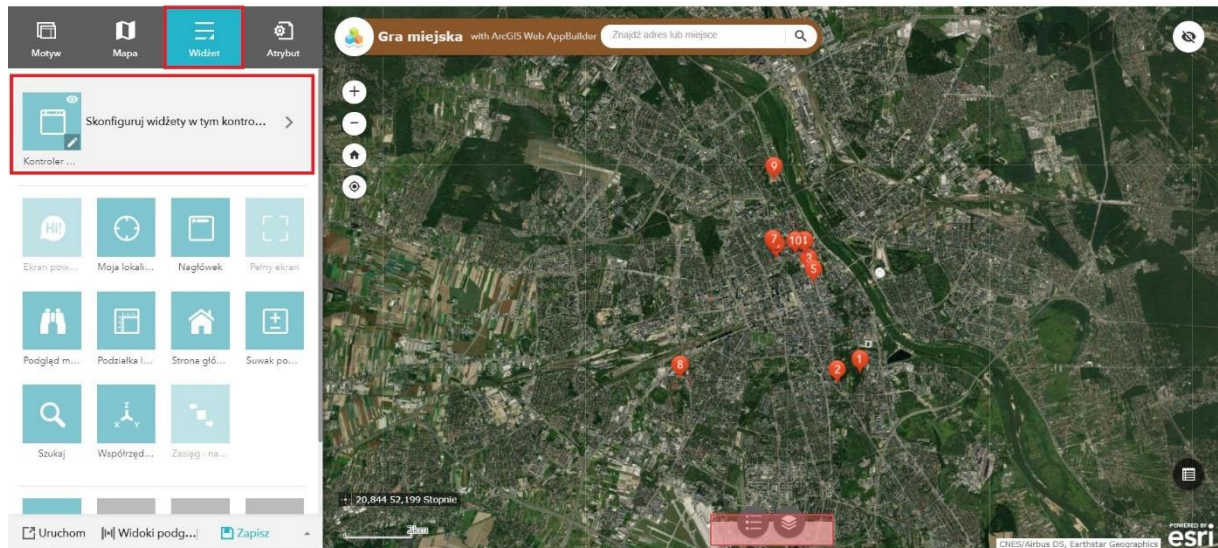 Motyw
Mapa
Widżet
Atrybut
Skonfiguruj widżety w tym kontro...
Kontroler ...
Hi!
Ekran pow...
Moja lokali...
Nagłówek
Pełny ekran
Podgląd m...
Podziałka l...
Strona głó...
Suwak po...
Szukaj
Z
X Y
Współrzęd...
Zasięg - na...
Uruchom
Widoki podg...
Zapisz
Gra miejska with ArcGIS Web AppBuilder
Znajdź adres lub miejsce
9
7
10
3
5
8
2
1
20,844 52,199 Stopnie
2km
CNES/Airbus DS, Earthstar Geographics
POWERED BY
esri